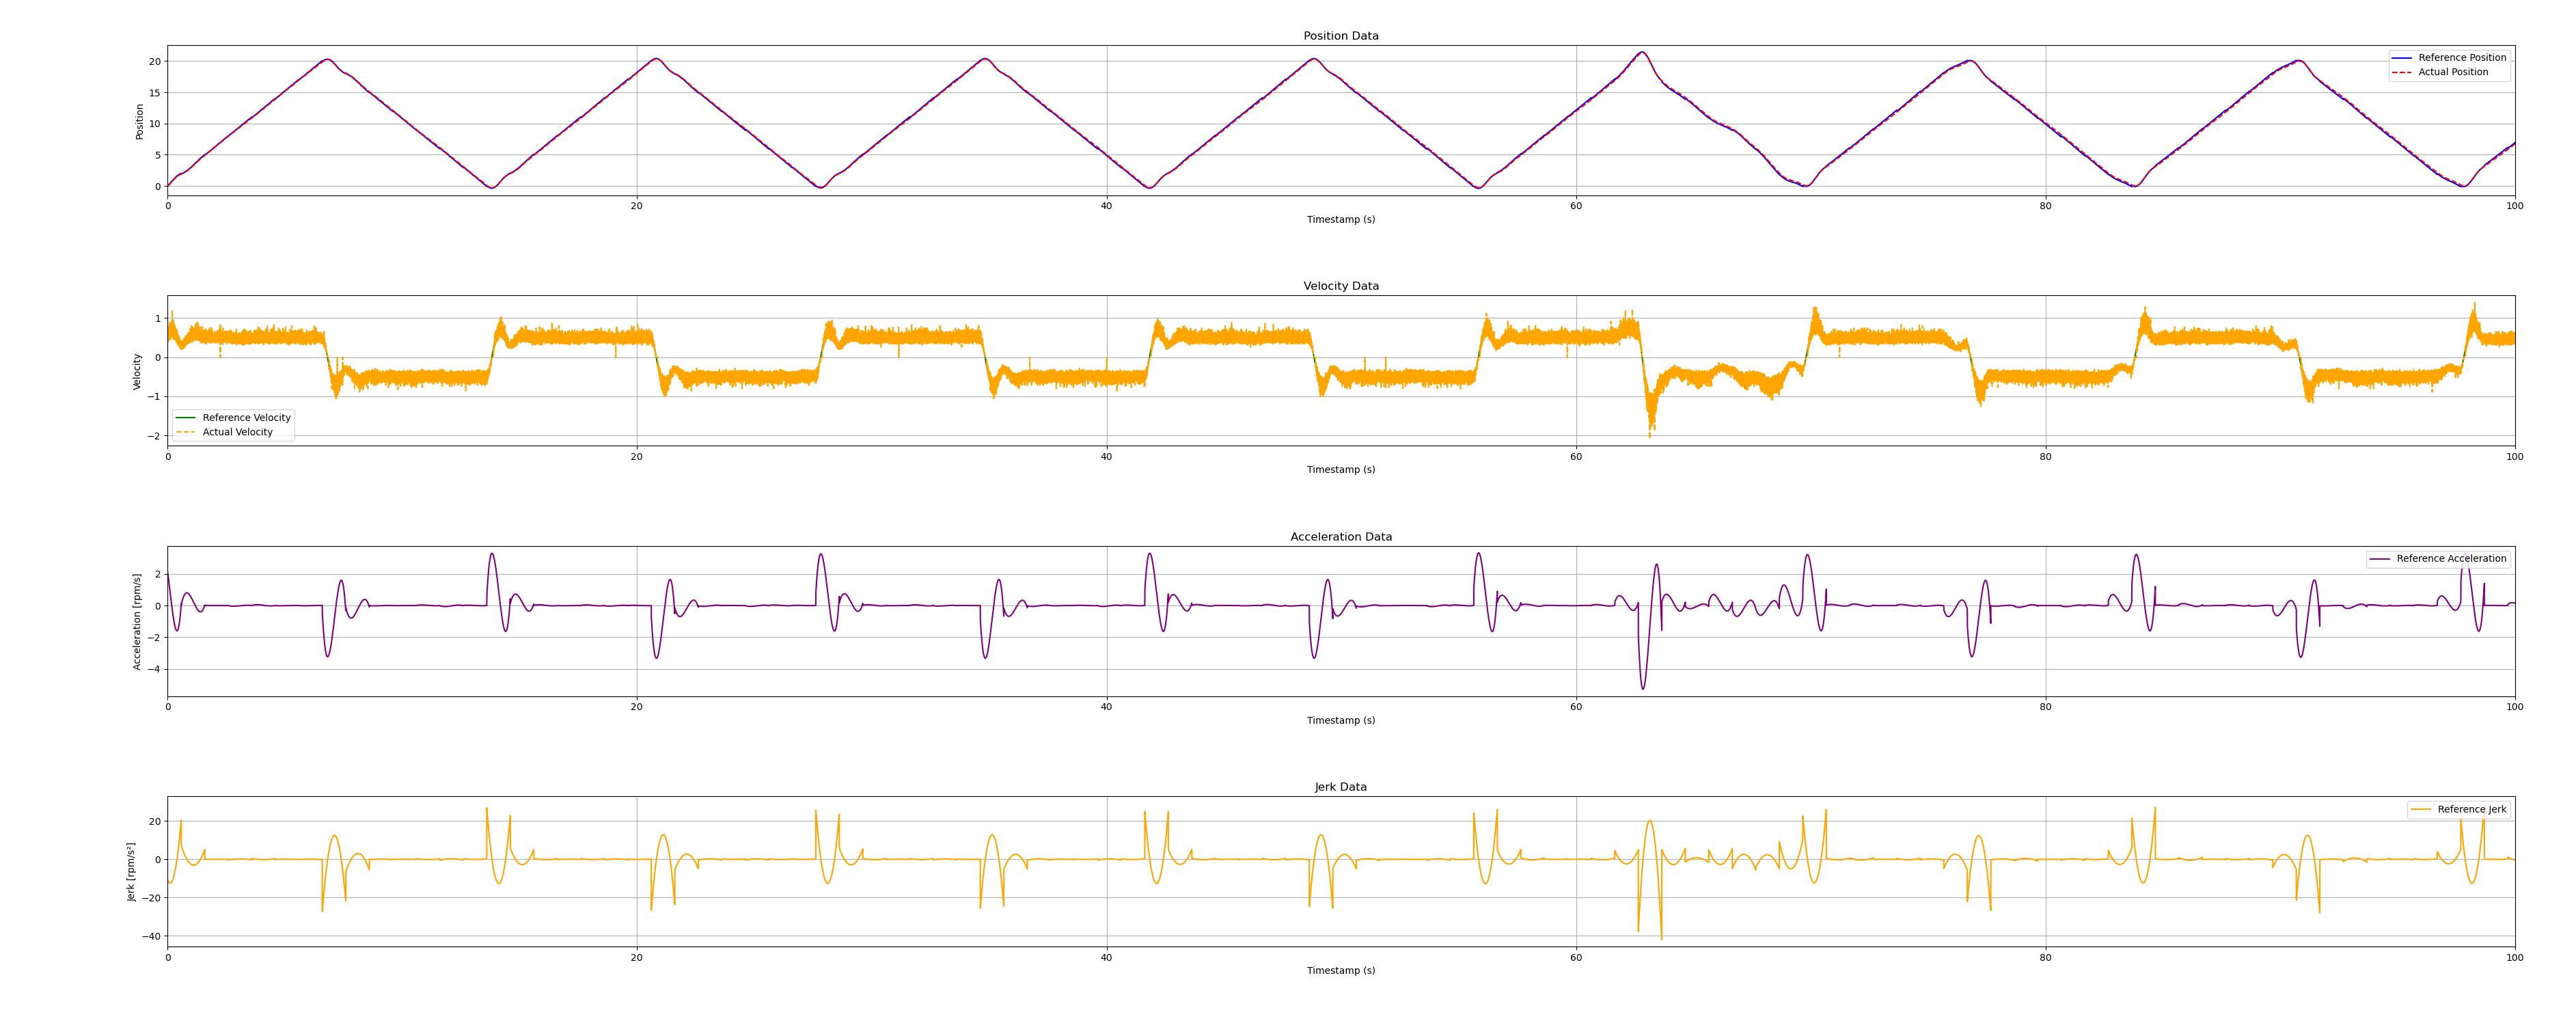 Position Data
20
15
10
5
0
Position
Reference Position
Actual Position
0 20 40 60 80 100
Timestamp (s)
Velocity Data
1
0
−1
−2
Velocity
Reference Velocity
Actual Velocity
0 20 40 60 80 100
Timestamp (s)
Acceleration Data
2
0
−2
−4
Acceleration [rpm/s]
Reference Acceleration
0 20 40 60 80 100
Timestamp (s)
Jerk Data
20
0
−20
−40
Jerk [rpm/s²]
Reference Jerk
0 20 40 60 80 100
Timestamp (s)